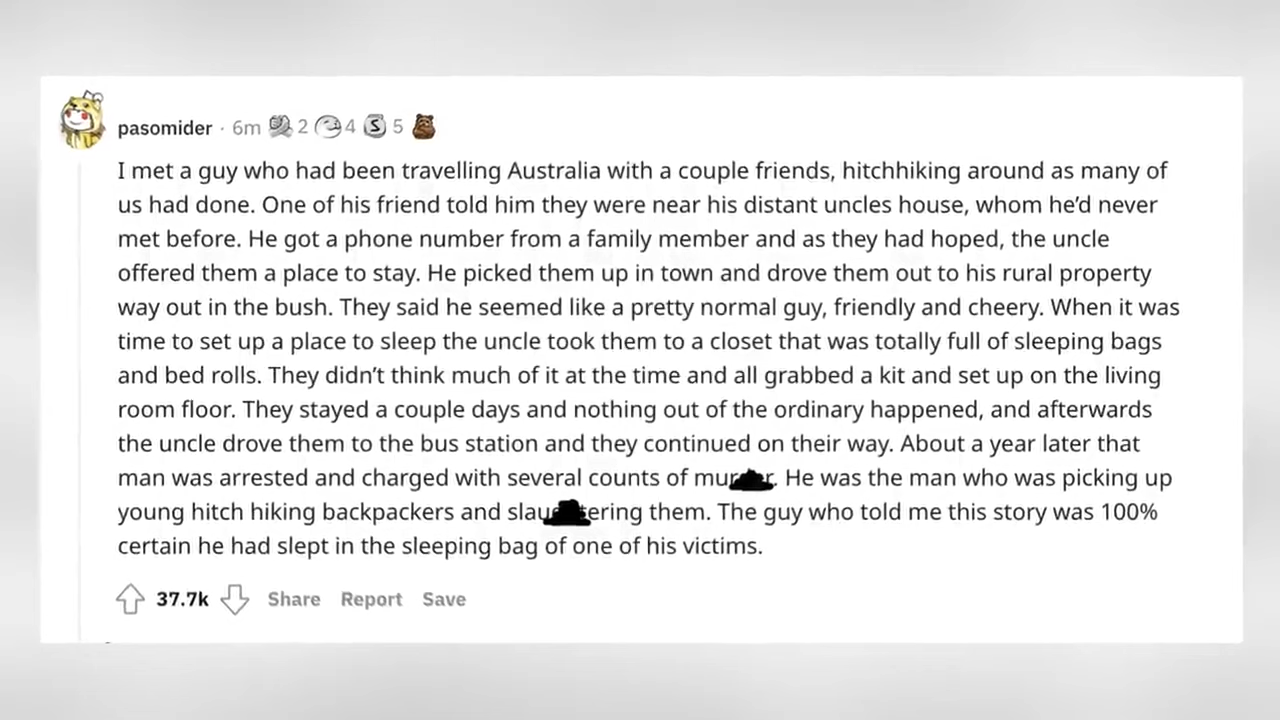 pasomider · 6m 2 4 S 5
I met a guy who had been travelling Australia with a couple friends, hitchhiking around as many of
us had done. One of his friend told him they were near his distant uncles house, whom he’d never
met before. He got a phone number from a family member and as they had hoped, the uncle
offered them a place to stay. He picked them up in town and drove them out to his rural property
way out in the bush. They said he seemed like a pretty normal guy, friendly and cheery. When it was
time to set up a place to sleep the uncle took them to a closet that was totally full of sleeping bags
and bed rolls. They didn’t think much of it at the time and all grabbed a kit and set up on the living
room floor. They stayed a couple days and nothing out of the ordinary happened, and afterwards
the uncle drove them to the bus station and they continued on their way. About a year later that
man was arrested and charged with several counts of mur r. He was the man who was picking up
young hitch hiking backpackers and slau tering them. The guy who told me this story was 100%
certain he had slept in the sleeping bag of one of his victims.
37.7k Share Report Save